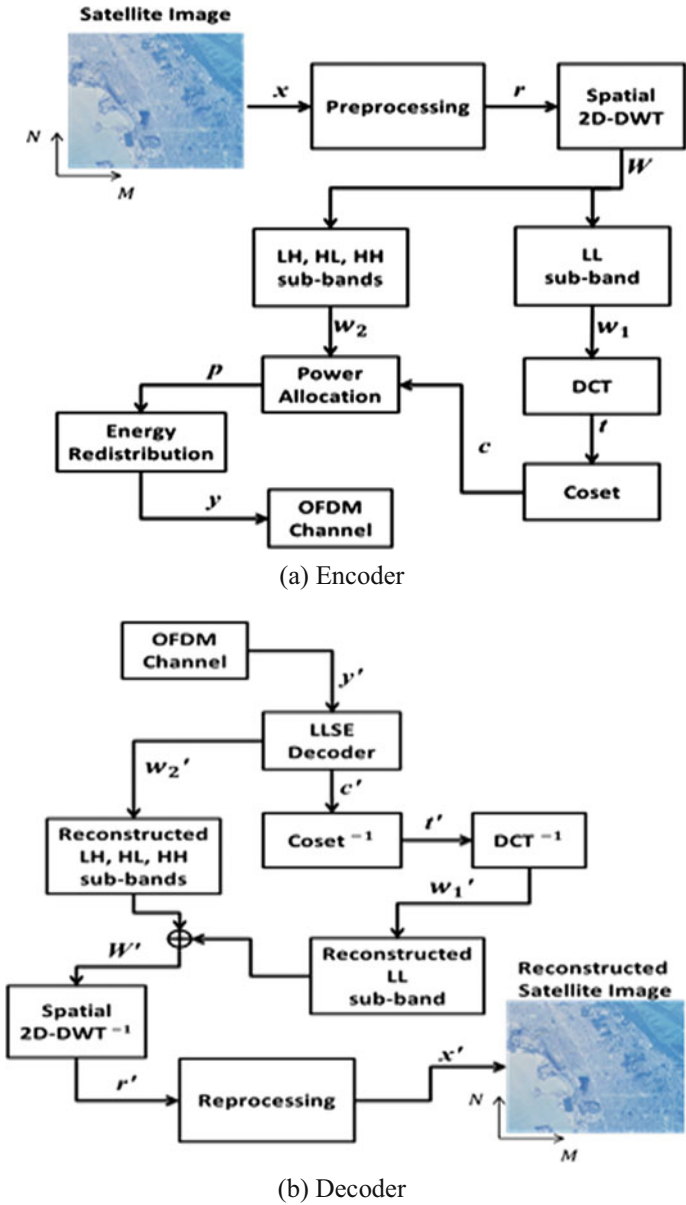 Satellite Image
N
M
x
Preprocessing
r
Spatial
2D-DWT
W
LH, HL, HH
sub-bands
LL
sub-band
w₂
w₁
Power
Allocation
DCT
p
t
Energy
Redistribution
c
Coset
y
OFDM
Channel
(a) Encoder
OFDM
Channel
y′
LLSE
Decoder
w₂′
c′
Reconstructed
LH, HL, HH
sub-bands
Coset ⁻¹
t′
DCT ⁻¹
w₁′
W′
Reconstructed
LL
sub-band
Spatial
2D-DWT ⁻¹
r′
Reprocessing
x′
Reconstructed
Satellite Image
N
M
(b) Decoder